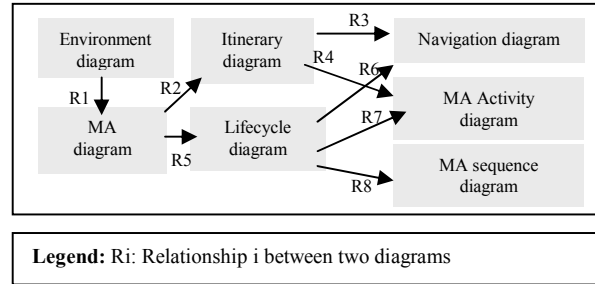 Environment
diagram
Itinerary
diagram
R3
Navigation diagram
R4
R6
R1
R2
MA
diagram
R5
Lifecycle
diagram
R7
MA Activity
diagram
R8
MA sequence
diagram
Legend: Ri: Relationship i between two diagrams